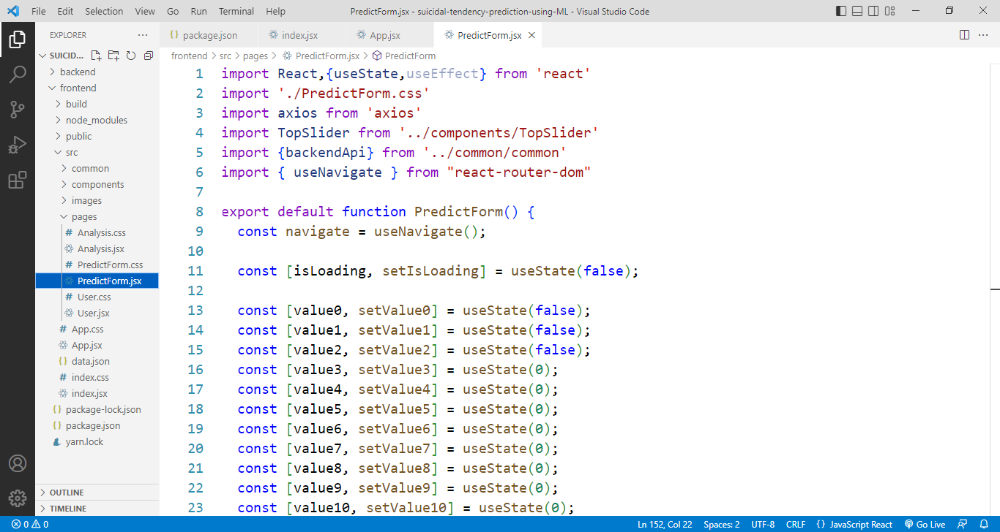 File Edit Selection View Go Run Terminal Help PredictForm.jsx - suicidal-tendency-prediction-using-ML - Visual Studio Code
EXPLORER
SUICID...
backend
frontend
build
node_modules
public
src
common
components
images
pages
# Analysis.css
Analysis.jsx
# PredictForm.css
PredictForm.jsx
# User.css
User.jsx
# App.css
App.jsx
{} data.json
# index.css
index.jsx
{} package-lock.json
{} package.json
yarn.lock
OUTLINE
TIMELINE
{} package.json index.jsx App.jsx PredictForm.jsx
frontend > src > pages > PredictForm.jsx > PredictForm
1 import React,{useState,useEffect} from 'react'
2 import './PredictForm.css'
3 import axios from 'axios'
4 import TopSlider from '../components/TopSlider'
5 import {backendApi} from '../common/common'
6 import { useNavigate } from "react-router-dom"
7
8 export default function PredictForm() {
9 const navigate = useNavigate();
10
11 const [isLoading, setIsLoading] = useState(false);
12
13 const [value0, setValue0] = useState(false);
14 const [value1, setValue1] = useState(false);
15 const [value2, setValue2] = useState(false);
16 const [value3, setValue3] = useState(0);
17 const [value4, setValue4] = useState(0);
18 const [value5, setValue5] = useState(0);
19 const [value6, setValue6] = useState(0);
20 const [value7, setValue7] = useState(0);
21 const [value8, setValue8] = useState(0);
22 const [value9, setValue9] = useState(0);
23 const [value10, setValue10] = useState(0);
0 0 Ln 152, Col 22 Spaces: 2 UTF-8 CRLF {} JavaScript React Go Live